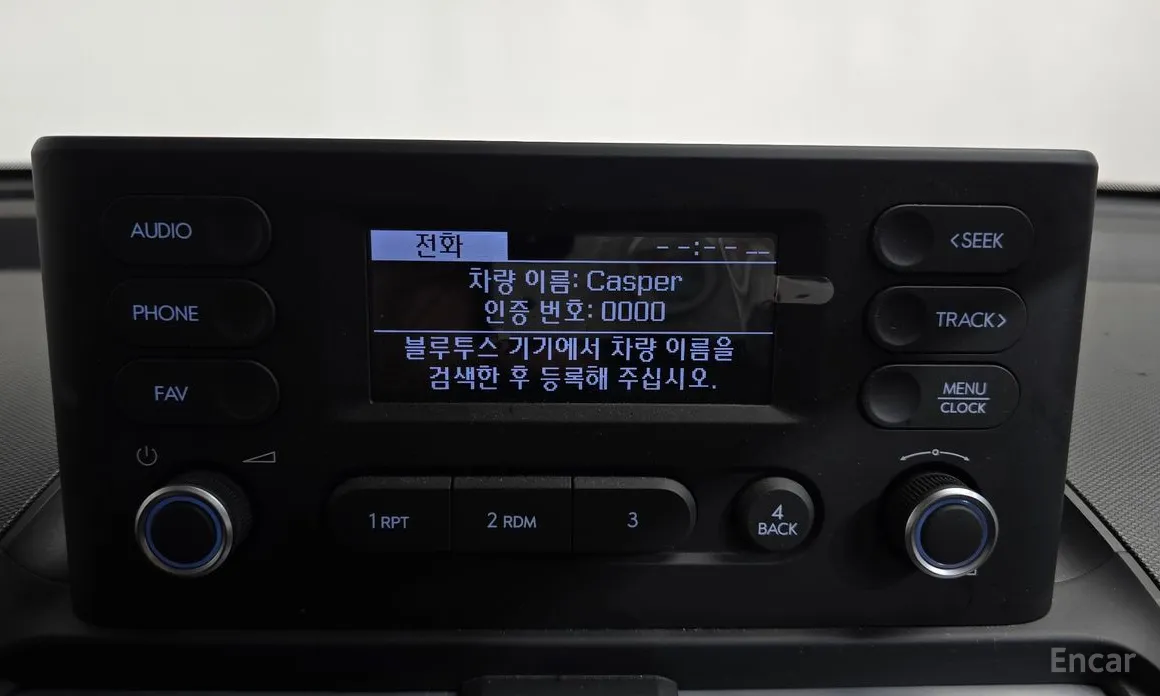 AUDIO
PHONE
FAV
전화 --:-- __
차량 이름: Casper
인증 번호: 0000
블루투스 기기에서 차량 이름을
검색한 후 등록해 주십시오.
<SEEK
TRACK>
MENU
CLOCK
1 RPT
2 RDM
3
4
BACK
Encar